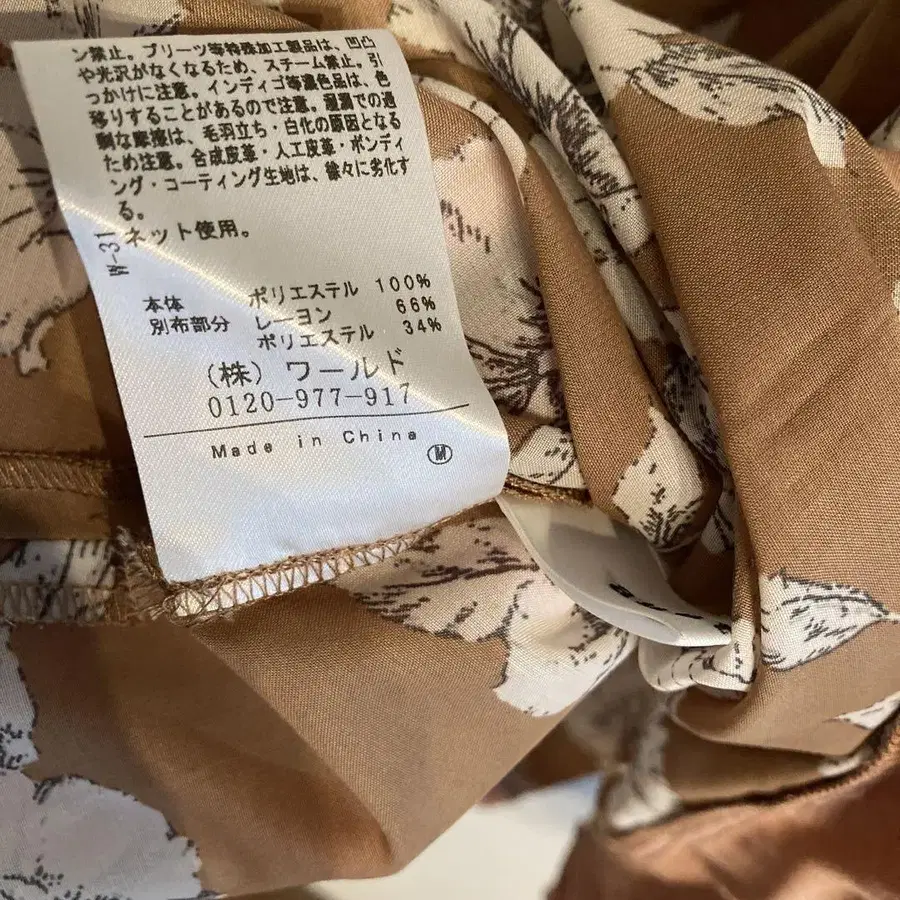 ン禁止。プリーツ等特殊加工製品は、凹凸
や光沢がなくなるため、スチーム禁止。引
っかけに注意。インディゴ等濃色品は、色
移りすることがあるので注意。湿潤での過
剰な摩擦は、毛羽立ち・白化の原因となる
ため注意。合成皮革・人工皮革・ボンディ
ング・コーティング生地は、徐々に劣化す
る。
ネット使用。
W-31
本体 ポリエステル 100%
別布部分 レーヨン 66%
ポリエステル 34%
(株) ワールド
0120-977-917
Made in China
M